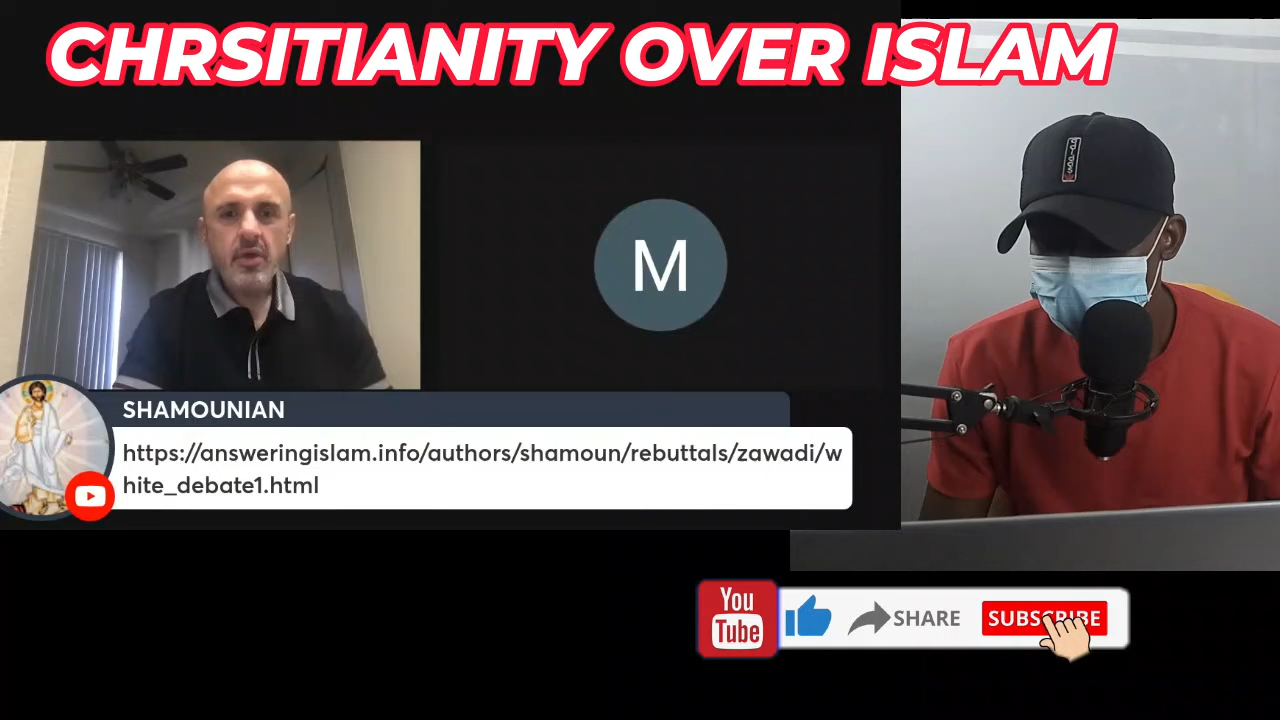 CHRSITIANITY OVER ISLAM
M
SHAMOUNIAN
https://answeringislam.info/authors/shamoun/rebuttals/zawadi/w
hite_debate1.html
You
Tube
SHARE
SUBSCRIBE